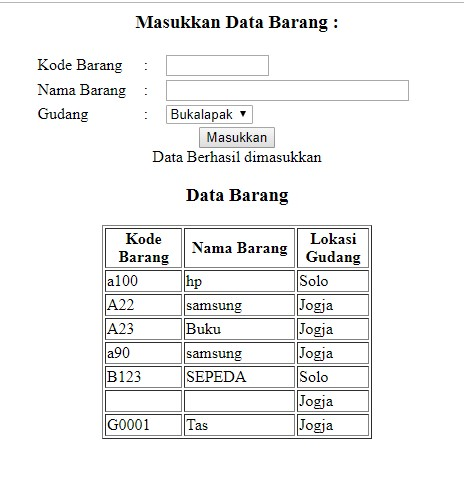 Masukkan Data Barang :
Kode Barang :
Nama Barang :
Gudang : Bukalapak
Masukkan
Data Berhasil dimasukkan
Data Barang
Kode Barang Nama Barang Lokasi Gudang
a100 hp Solo
A22 samsung Jogja
A23 Buku Jogja
a90 samsung Jogja
B123 SEPEDA Solo
Jogja
G0001 Tas Jogja